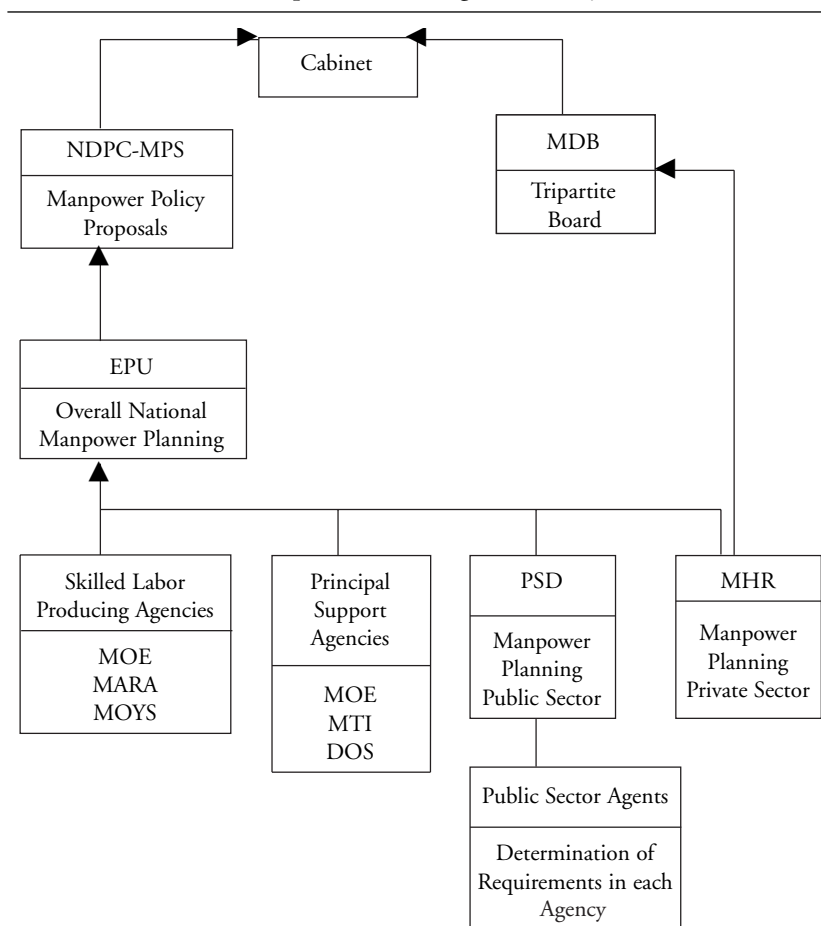 Cabinet
NDPC-MPS
Manpower Policy
Proposals
MDB
Tripartite
Board
EPU
Overall National
Manpower Planning
Skilled Labor
Producing Agencies
MOE
MARA
MOYS
Principal
Support
Agencies
MOE
MTI
DOS
PSD
Manpower
Planning
Public Sector
MHR
Manpower
Planning
Private Sector
Public Sector Agents
Determination of
Requirements in each
Agency